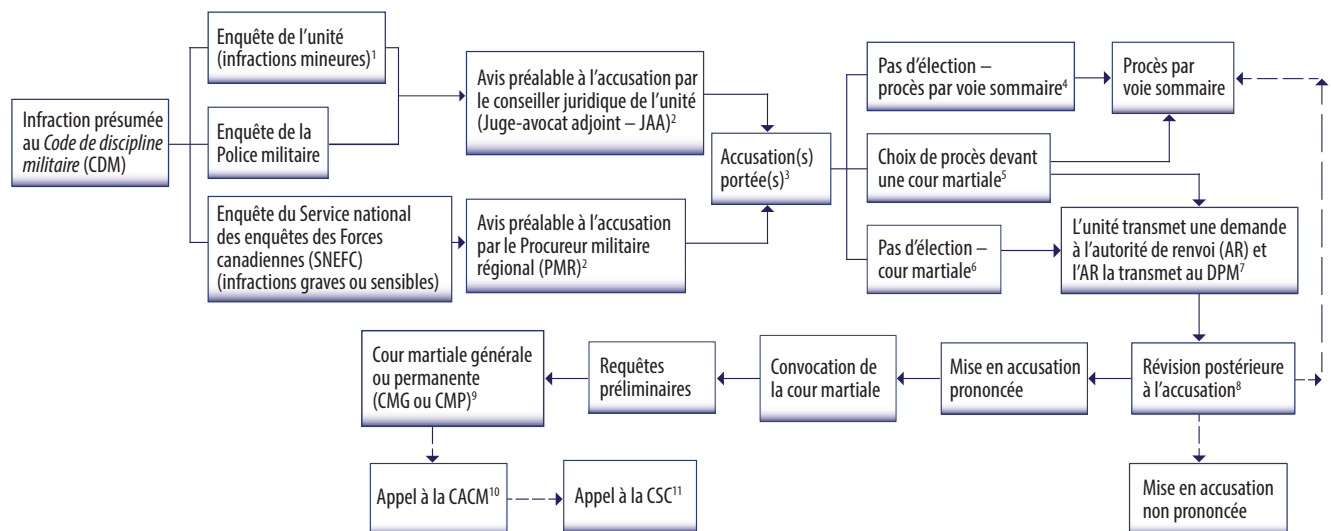 Infraction présumée
au Code de discipline
militaire (CDM)
Enquête de l’unité
(infractions mineures)1
Enquête de la
Police militaire
Enquête du Service national
des enquêtes des Forces
canadiennes (SNEFC)
(infractions graves ou sensibles)
Avis préalable à l’accusation par
le conseiller juridique de l’unité
(Juge-avocat adjoint – JAA)2
Avis préalable à l’accusation
par le Procureur militaire
régional (PMR)2
Accusation(s)
portée(s)3
Pas d’élection –
procès par voie sommaire4
Choix de procès devant
une cour martiale5
Pas d’élection –
cour martiale6
Procès par
voie sommaire
L’unité transmet une demande
à l’autorité de renvoi (AR) et
l’AR la transmet au DPM7
Révision postérieure
à l’accusation8
Mise en accusation
non prononcée
Mise en accusation
prononcée
Convocation de
la cour martiale
Requêtes
préliminaires
Cour martiale générale
ou permanente
(CMG ou CMP)9
Appel à la CACM10
Appel à la CSC11